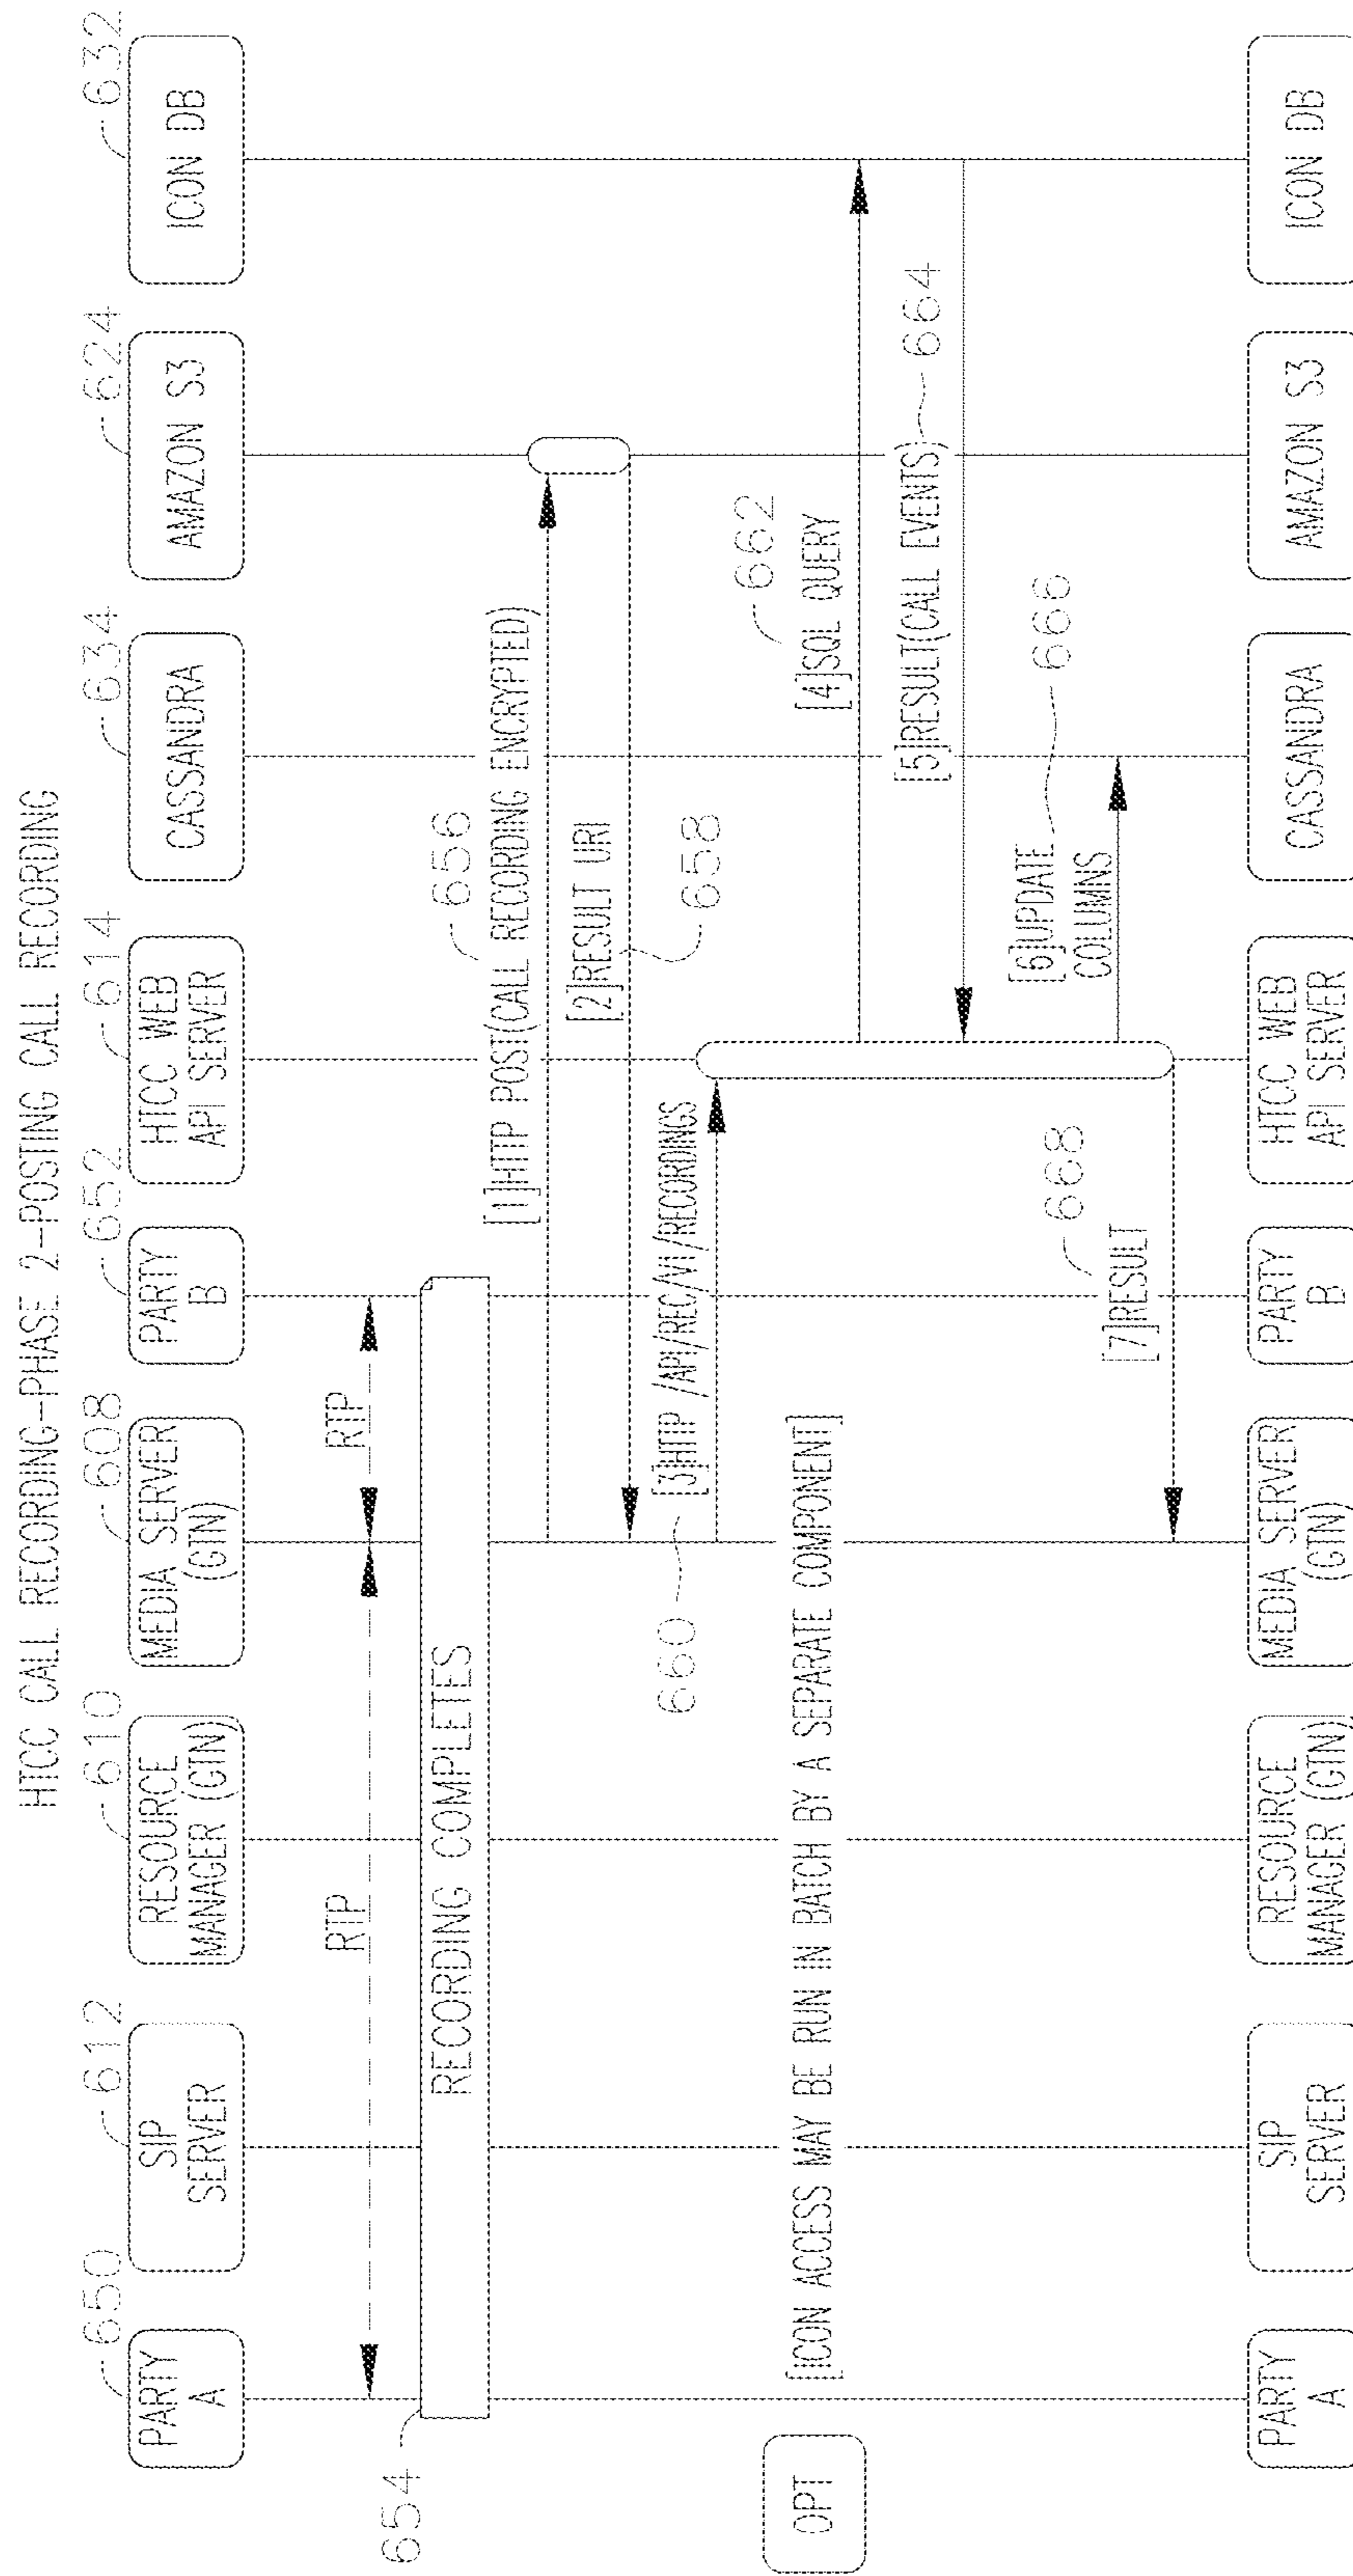 HTCC CALL RECORDING-PHASE 2-POSTING CALL RECORDING
650
612
610
608
652
614
634
624
632
PARTY
A
SIP
SERVER
RESOURCE
MANAGER (GTN)
MEDIA SERVER
(GTN)
PARTY
B
HTCC WEB
API SERVER
CASSANDRA
AMAZON S3
ICON DB
RTP
RTP
654
RECORDING COMPLETES
656
[1]HTTP POST(CALL RECORDING ENCRYPTED)
[2]RESULT URI
658
660
[3]HTTP /API/REC/V1/RECORDINGS
OPT
[ICON ACCESS MAY BE RUN IN BATCH BY A SEPARATE COMPONENT]
662
[4]SQL QUERY
[5]RESULT(CALL EVENTS)
664
[6]UPDATE
COLUMNS
666
668
[7]RESULT
PARTY
A
SIP
SERVER
RESOURCE
MANAGER (GTN)
MEDIA SERVER
(GTN)
PARTY
B
HTCC WEB
API SERVER
CASSANDRA
AMAZON S3
ICON DB